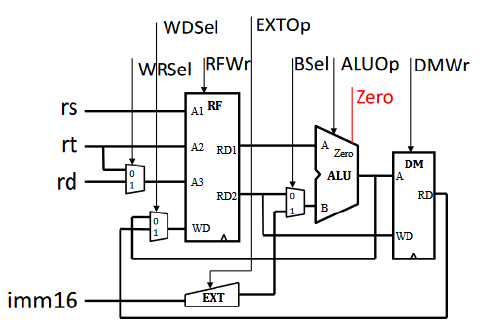 WDSel EXTOp
WRSel RFWr BSel ALUOp DMWr
Zero
rs A1 RF
rt A2 RD1 A Zero DM
rd 0 1 A3 RD2 0 1 ALU A RD
0 1 WD B WD
imm16 EXT